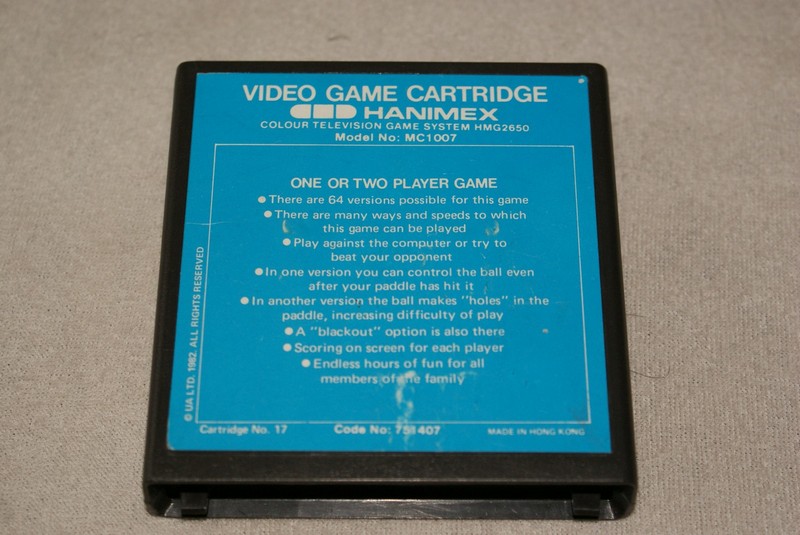 VIDEO GAME CARTRIDGE
HANIMEX
COLOUR TELEVISION GAME SYSTEM HMG2650
Model No: MC1007
ONE OR TWO PLAYER GAME
● There are 64 versions possible for this game
● There are many ways and speeds to which
this game can be played
● Play against the computer or try to
beat your opponent
● In one version you can control the ball even
after your paddle has hit it
● In another version the ball makes "holes" in the
paddle, increasing difficulty of play
● A "blackout" option is also there
● Scoring on screen for each player
● Endless hours of fun for all
members of the family
© UA LTD. 1982. ALL RIGHTS RESERVED
Cartridge No. 17
Code No: 751407
MADE IN HONG KONG